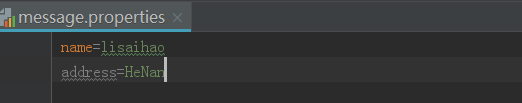 message.properties
name=lisaihao
address=HeNan